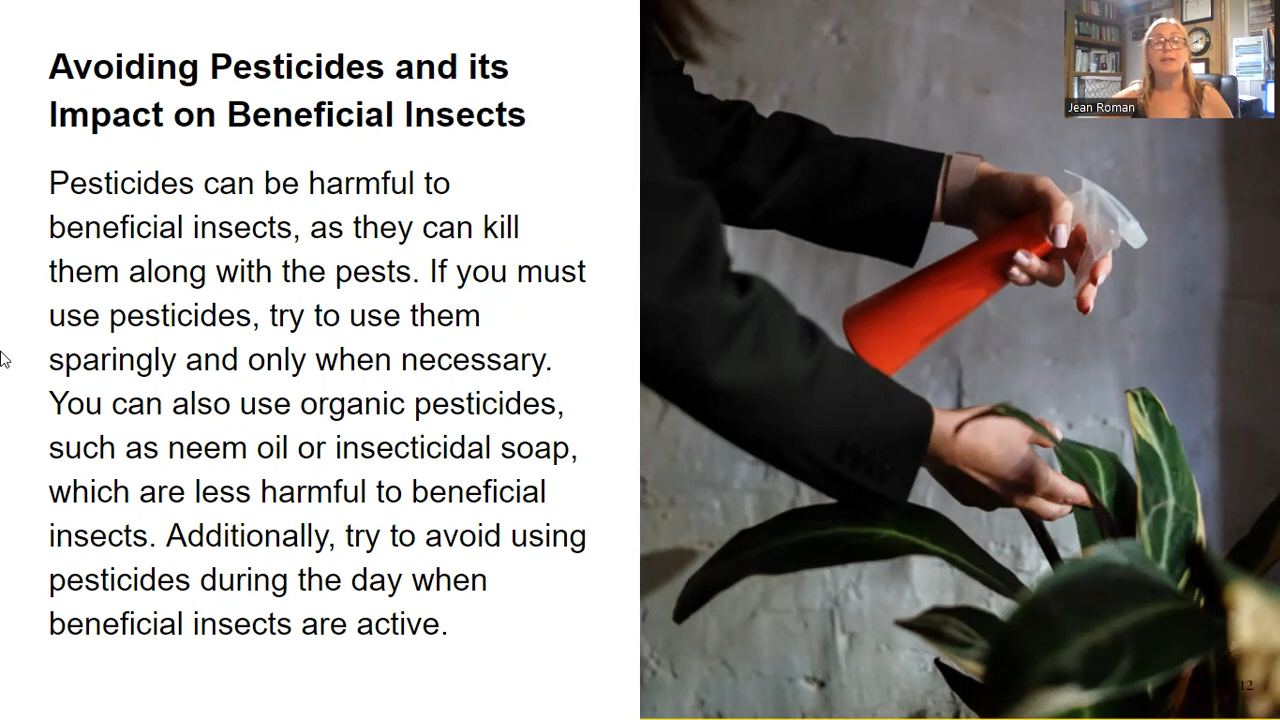 Avoiding Pesticides and its
Impact on Beneficial Insects
Pesticides can be harmful to
beneficial insects, as they can kill
them along with the pests. If you must
use pesticides, try to use them
sparingly and only when necessary.
You can also use organic pesticides,
such as neem oil or insecticidal soap,
which are less harmful to beneficial
insects. Additionally, try to avoid using
pesticides during the day when
beneficial insects are active.
Jean Roman
12